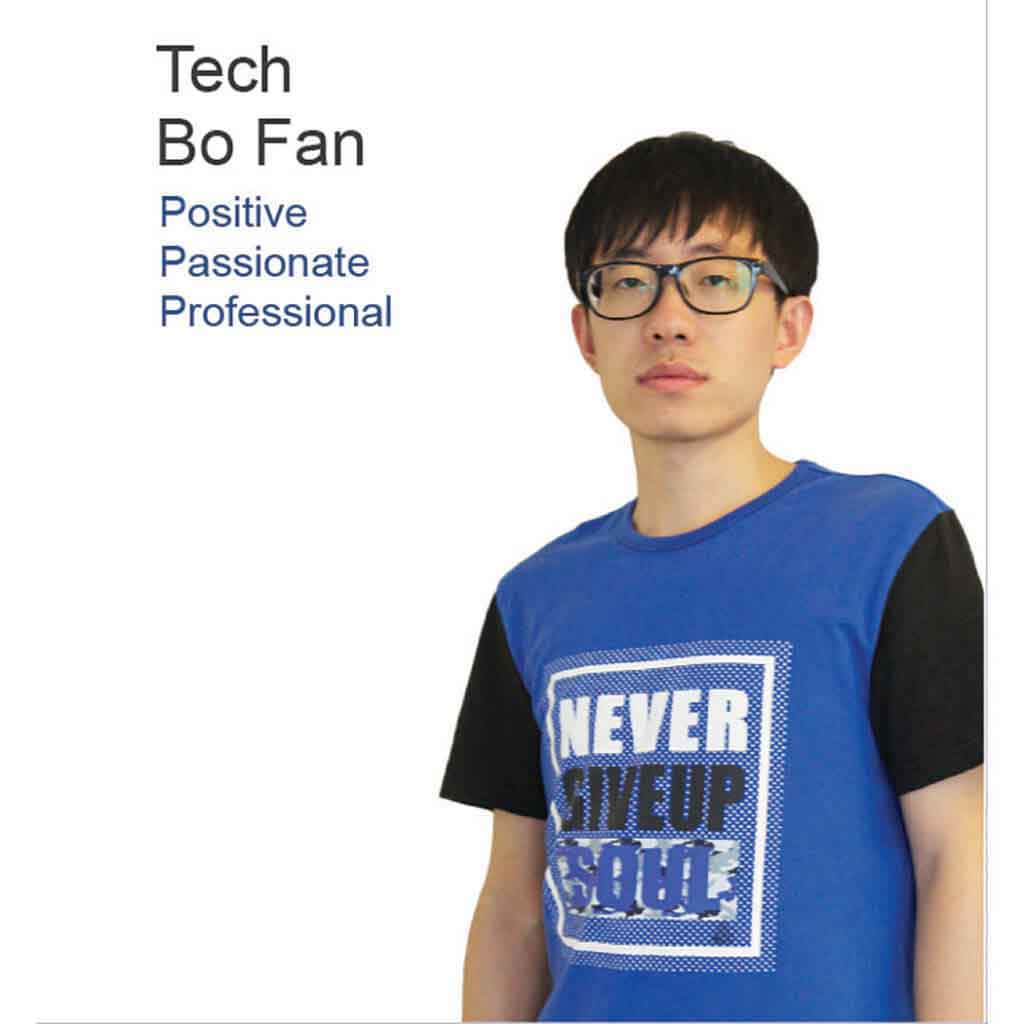 Tech
Bo Fan
Positive
Passionate
Professional
NEVER
GIVEUP
SOUL